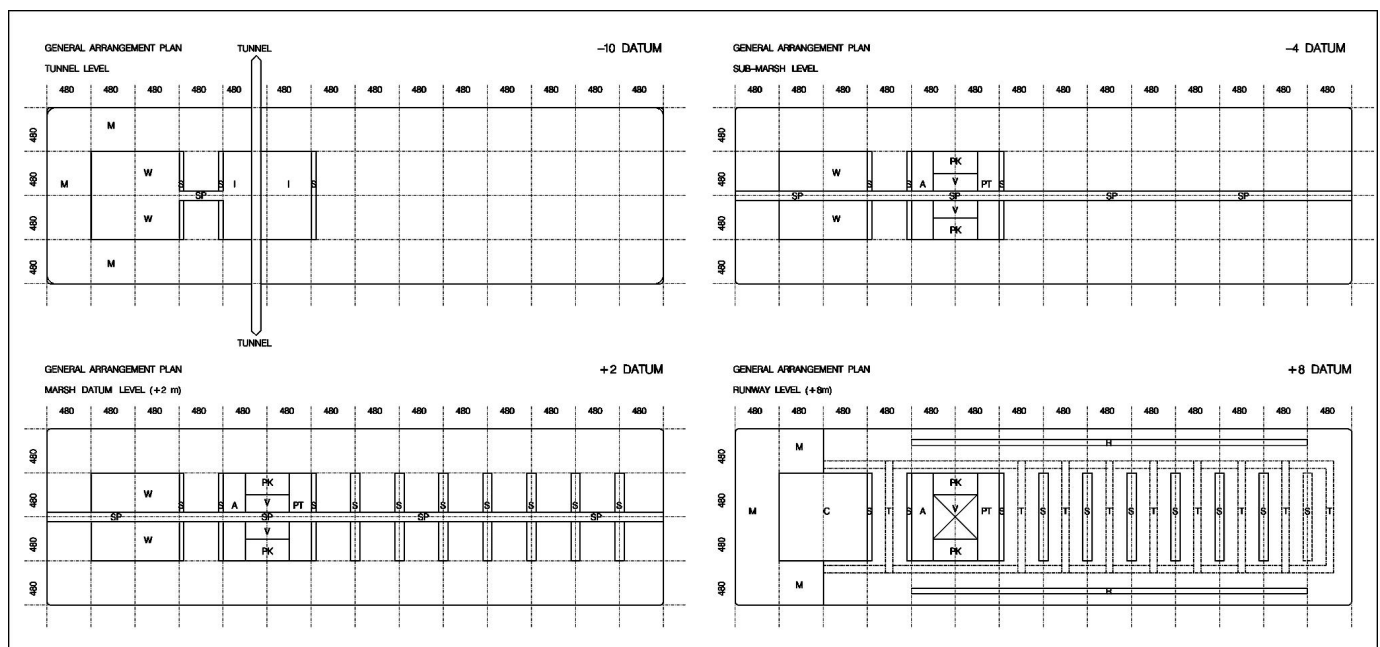 GENERAL ARRANGEMENT PLAN
TUNNEL
-10 DATUM
TUNNEL LEVEL
480 480 480 480 480 480 480 480 480 480 480 480 480 480
480
M
480
W
M S S I I S
SP
480
W
480
M
TUNNEL
GENERAL ARRANGEMENT PLAN
-4 DATUM
SUB-MARSH LEVEL
480 480 480 480 480 480 480 480 480 480 480 480 480 480
480
480
PK
W
S S A V PT S
SP SP SP SP
480
V
W
PK
480
GENERAL ARRANGEMENT PLAN
+2 DATUM
MARSH DATUM LEVEL (+2 m)
480 480 480 480 480 480 480 480 480 480 480 480 480 480
480
480
PK
W
S S A V PT S S S S S S S S
SP SP SP SP
480
V
W
PK
480
GENERAL ARRANGEMENT PLAN
+8 DATUM
RUNWAY LEVEL (+8m)
480 480 480 480 480 480 480 480 480 480 480 480 480 480
480
R
M
480
PK
M C S T S A V PT S T S T S T S T S T S T S T S T
480
PK
480
M
R